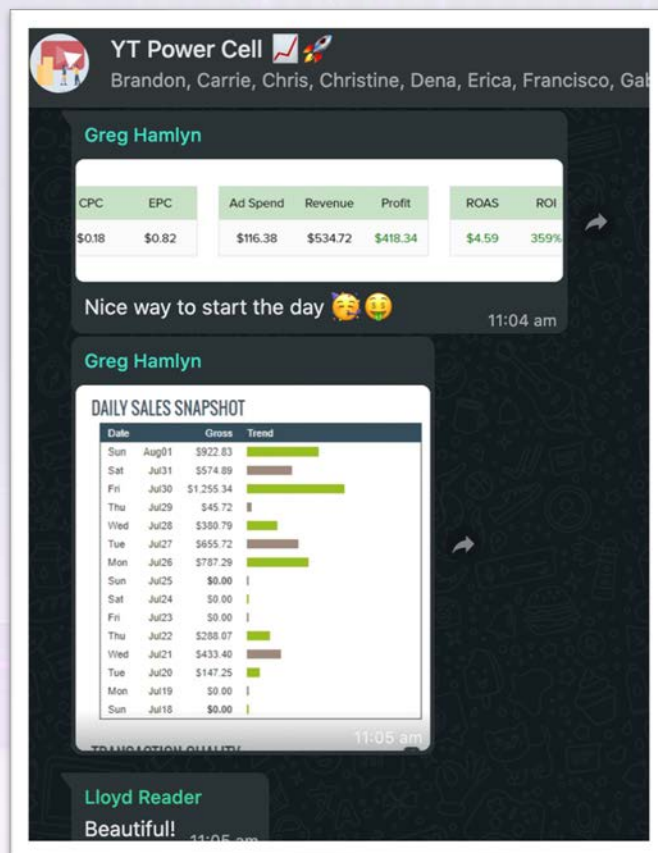 YT Power Cell 📈🚀
Brandon, Carrie, Chris, Christine, Dena, Erica, Francisco, Gal
Greg Hamlyn
CPC EPC Ad Spend Revenue Profit ROAS ROI
$0.18 $0.82 $116.38 $534.72 $418.34 $4.59 359%
Nice way to start the day 🥳🤑
11:04 am
Greg Hamlyn
DAILY SALES SNAPSHOT
Date Gross Trend
Sun Aug01 $922.83
Sat Jul31 $574.89
Fri Jul30 $1,255.34
Thu Jul29 $45.72
Wed Jul28 $380.79
Tue Jul27 $655.72
Mon Jul26 $787.29
Sun Jul25 $0.00
Sat Jul24 $0.00
Fri Jul23 $0.00
Thu Jul22 $288.07
Wed Jul21 $433.40
Tue Jul20 $147.25
Mon Jul19 $0.00
Sun Jul18 $0.00
11:05 am
TRANSACTION QUALITY
Lloyd Reader
Beautiful! 11:05 am